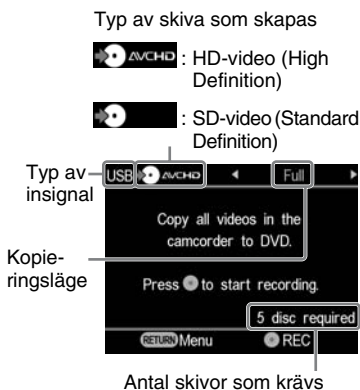 Typ av skiva som skapas
AVCHD : HD-video (High
Definition)
: SD-video (Standard
Definition)
Typ av
insignal
USB AVCHD Full
Copy all videos in the
camcorder to DVD.
Kopie-
ringsläge
Press to start recording.
5 disc required
RETURN Menu REC
Antal skivor som krävs